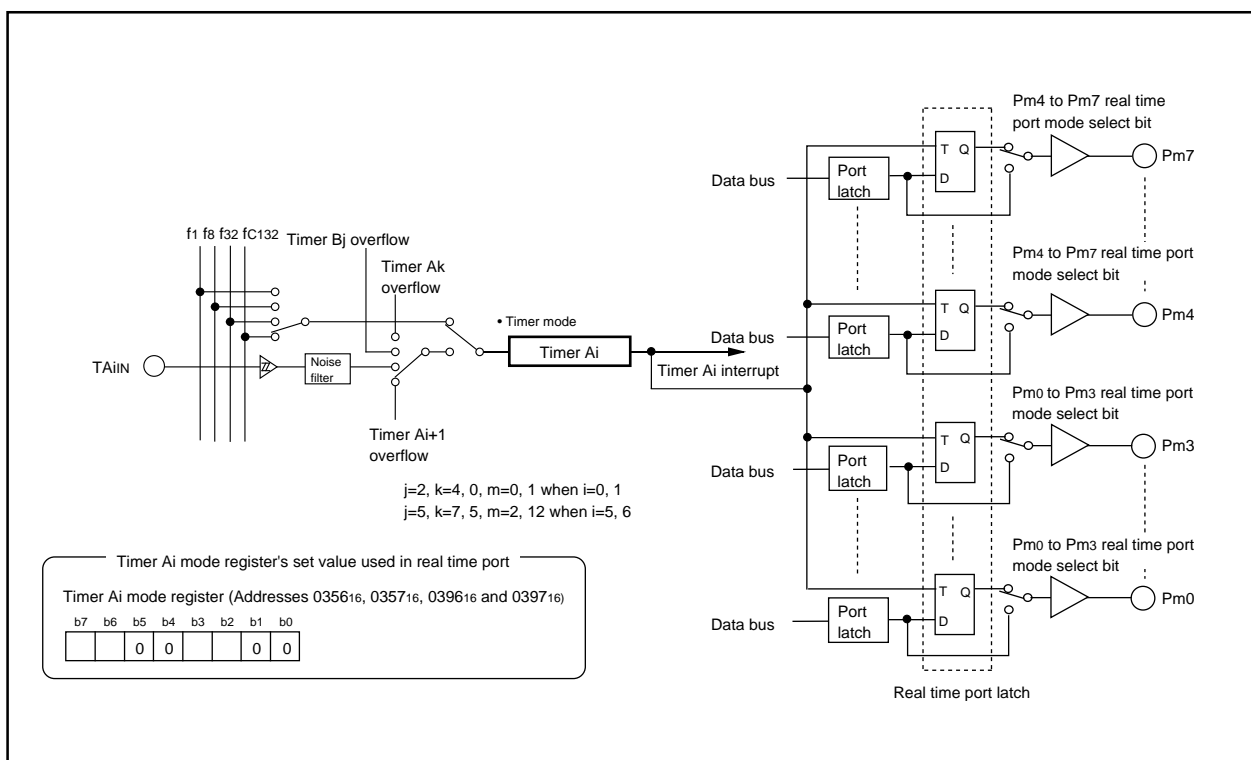 Pm4 to Pm7 real time
port mode select bit
T Q
D
Pm7
Data bus
Port
latch
f1 f8 f32 fC132
Timer Bj overflow
Timer Ak
overflow
Pm4 to Pm7 real time port
mode select bit
T Q
D
Pm4
Data bus
Port
latch
• Timer mode
Timer Ai
TAiIN
Noise
filter
Timer Ai interrupt
Timer Ai+1
overflow
Pm0 to Pm3 real time port
mode select bit
T Q
D
Pm3
Data bus
Port
latch
j=2, k=4, 0, m=0, 1 when i=0, 1
j=5, k=7, 5, m=2, 12 when i=5, 6
Pm0 to Pm3 real time port
mode select bit
T Q
D
Pm0
Data bus
Port
latch
Real time port latch
Timer Ai mode register's set value used in real time port
Timer Ai mode register (Addresses 035616, 035716, 039616 and 039716)
b7 b6 b5 b4 b3 b2 b1 b0
0 0 0 0